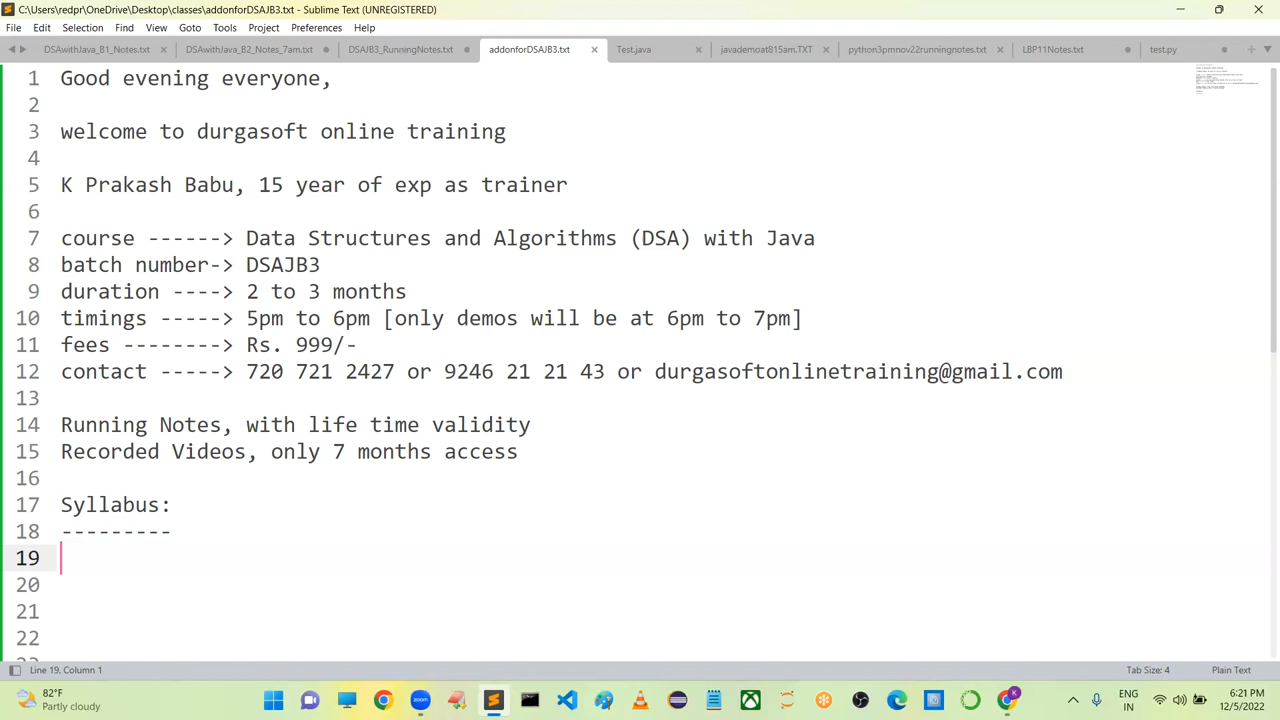 C:\Users\redpr\OneDrive\Desktop\classes\addonforDSAJB3.txt - Sublime Text (UNREGISTERED)
File Edit Selection Find View Goto Tools Project Preferences Help
DSAwithJava_B1_Notes.txt DSAwithJava_B2_Notes_7am.txt DSAJB3_RunningNotes.txt addonforDSAJB3.txt Test.java javademoat815am.TXT python3pmnov22runningnotes.txt LBP11Notes.txt test.py
1 Good evening everyone,
2
3 welcome to durgasoft online training
4
5 K Prakash Babu, 15 year of exp as trainer
6
7 course ------> Data Structures and Algorithms (DSA) with Java
8 batch number-> DSAJB3
9 duration ----> 2 to 3 months
10 timings -----> 5pm to 6pm [only demos will be at 6pm to 7pm]
11 fees --------> Rs. 999/-
12 contact -----> 720 721 2427 or 9246 21 21 43 or durgasoftonlinetraining@gmail.com
13
14 Running Notes, with life time validity
15 Recorded Videos, only 7 months access
16
17 Syllabus:
18 ---------
19
20
21
22
Line 19, Column 1 Tab Size: 4 Plain Text
82°F
Partly cloudy
zoom
K
ENG
IN
6:21 PM
12/5/2022